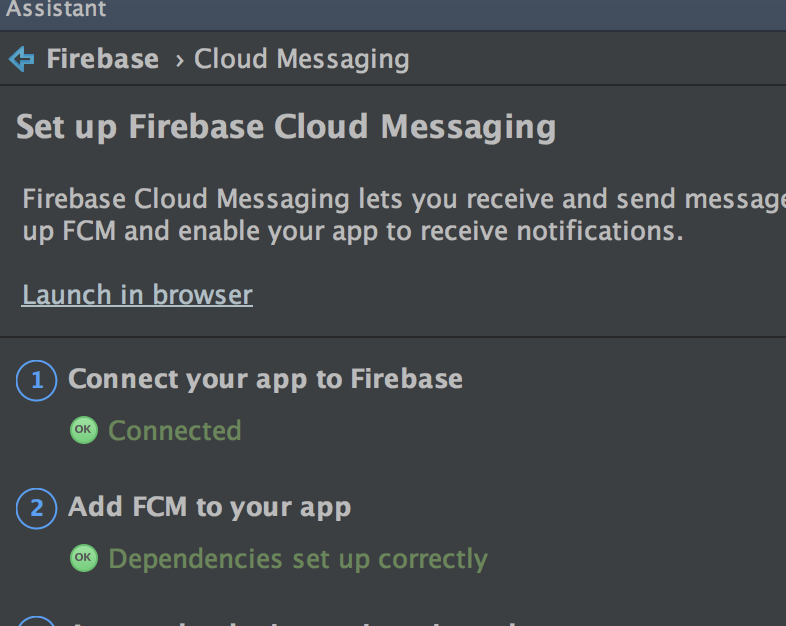 Assistant
Firebase › Cloud Messaging
Set up Firebase Cloud Messaging
Firebase Cloud Messaging lets you receive and send
up FCM and enable your app to receive notifications.
Launch in browser
1 Connect your app to Firebase
OK Connected
2 Add FCM to your app
OK Dependencies set up correctly